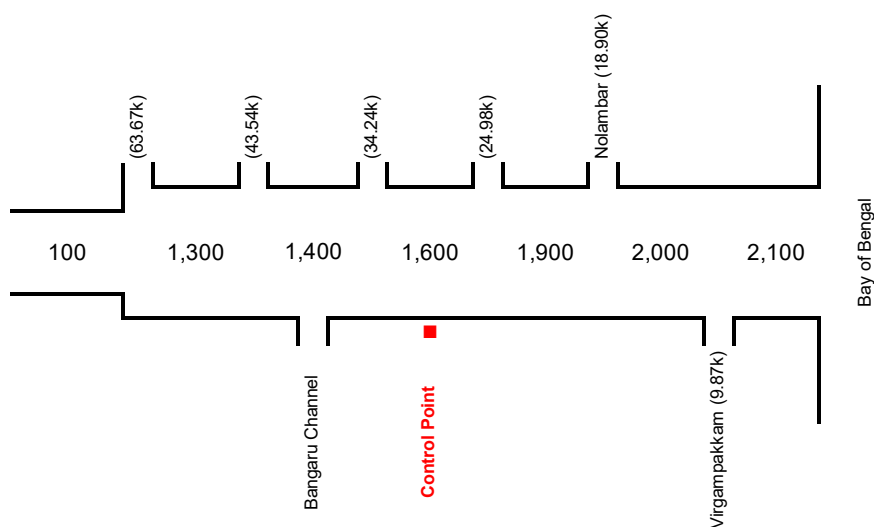 (63.67k)
(43.54k)
(34.24k)
(24.98k)
Nolambar (18.90k)
100
1,300
1,400
1,600
1,900
2,000
2,100
Bay of Bengal
Bangaru Channel
Control Point
Virgampakkam (9.87k)